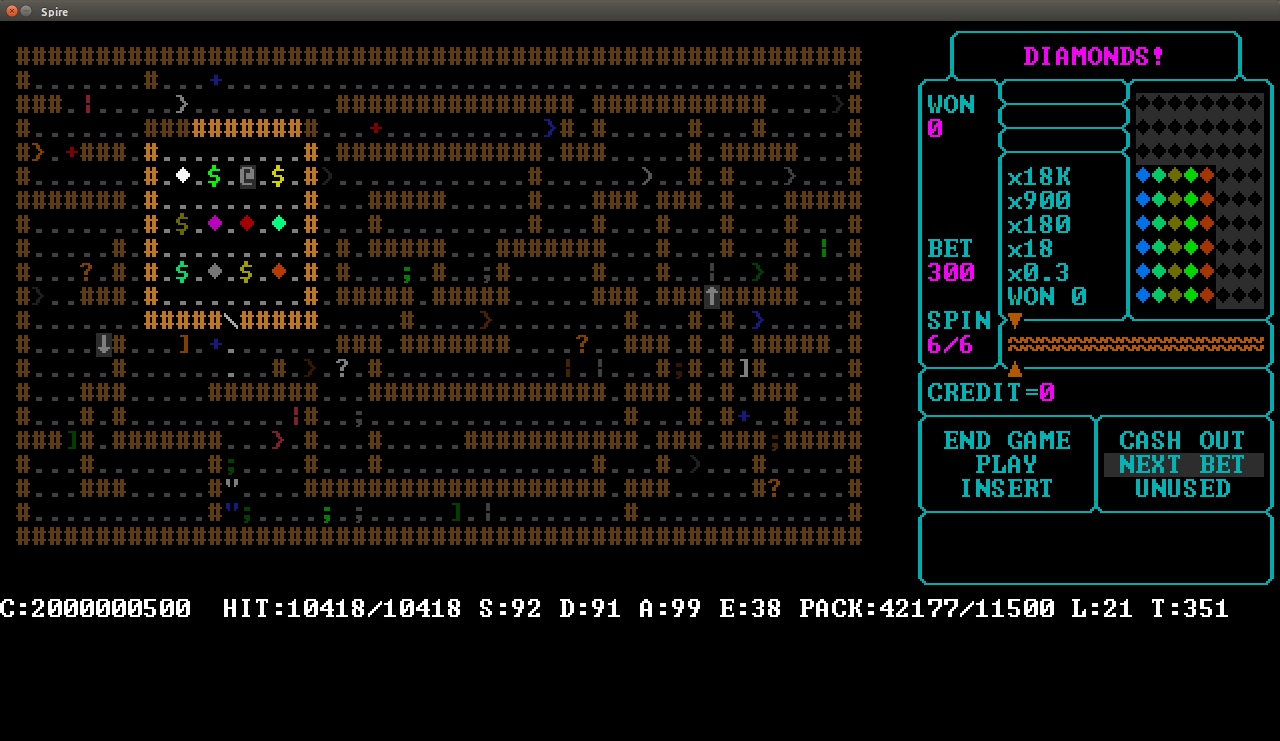 Spire
DIAMONDS!
WON
0
x18K
x900
x180
x18
x0.3
WON 0
BET
300
SPIN
6/6
CREDIT=0
END GAME
PLAY
INSERT
CASH OUT
NEXT BET
UNUSED
C:2000000500 HIT:10418/10418 S:92 D:91 A:99 E:38 PACK:42177/11500 L:21 T:351